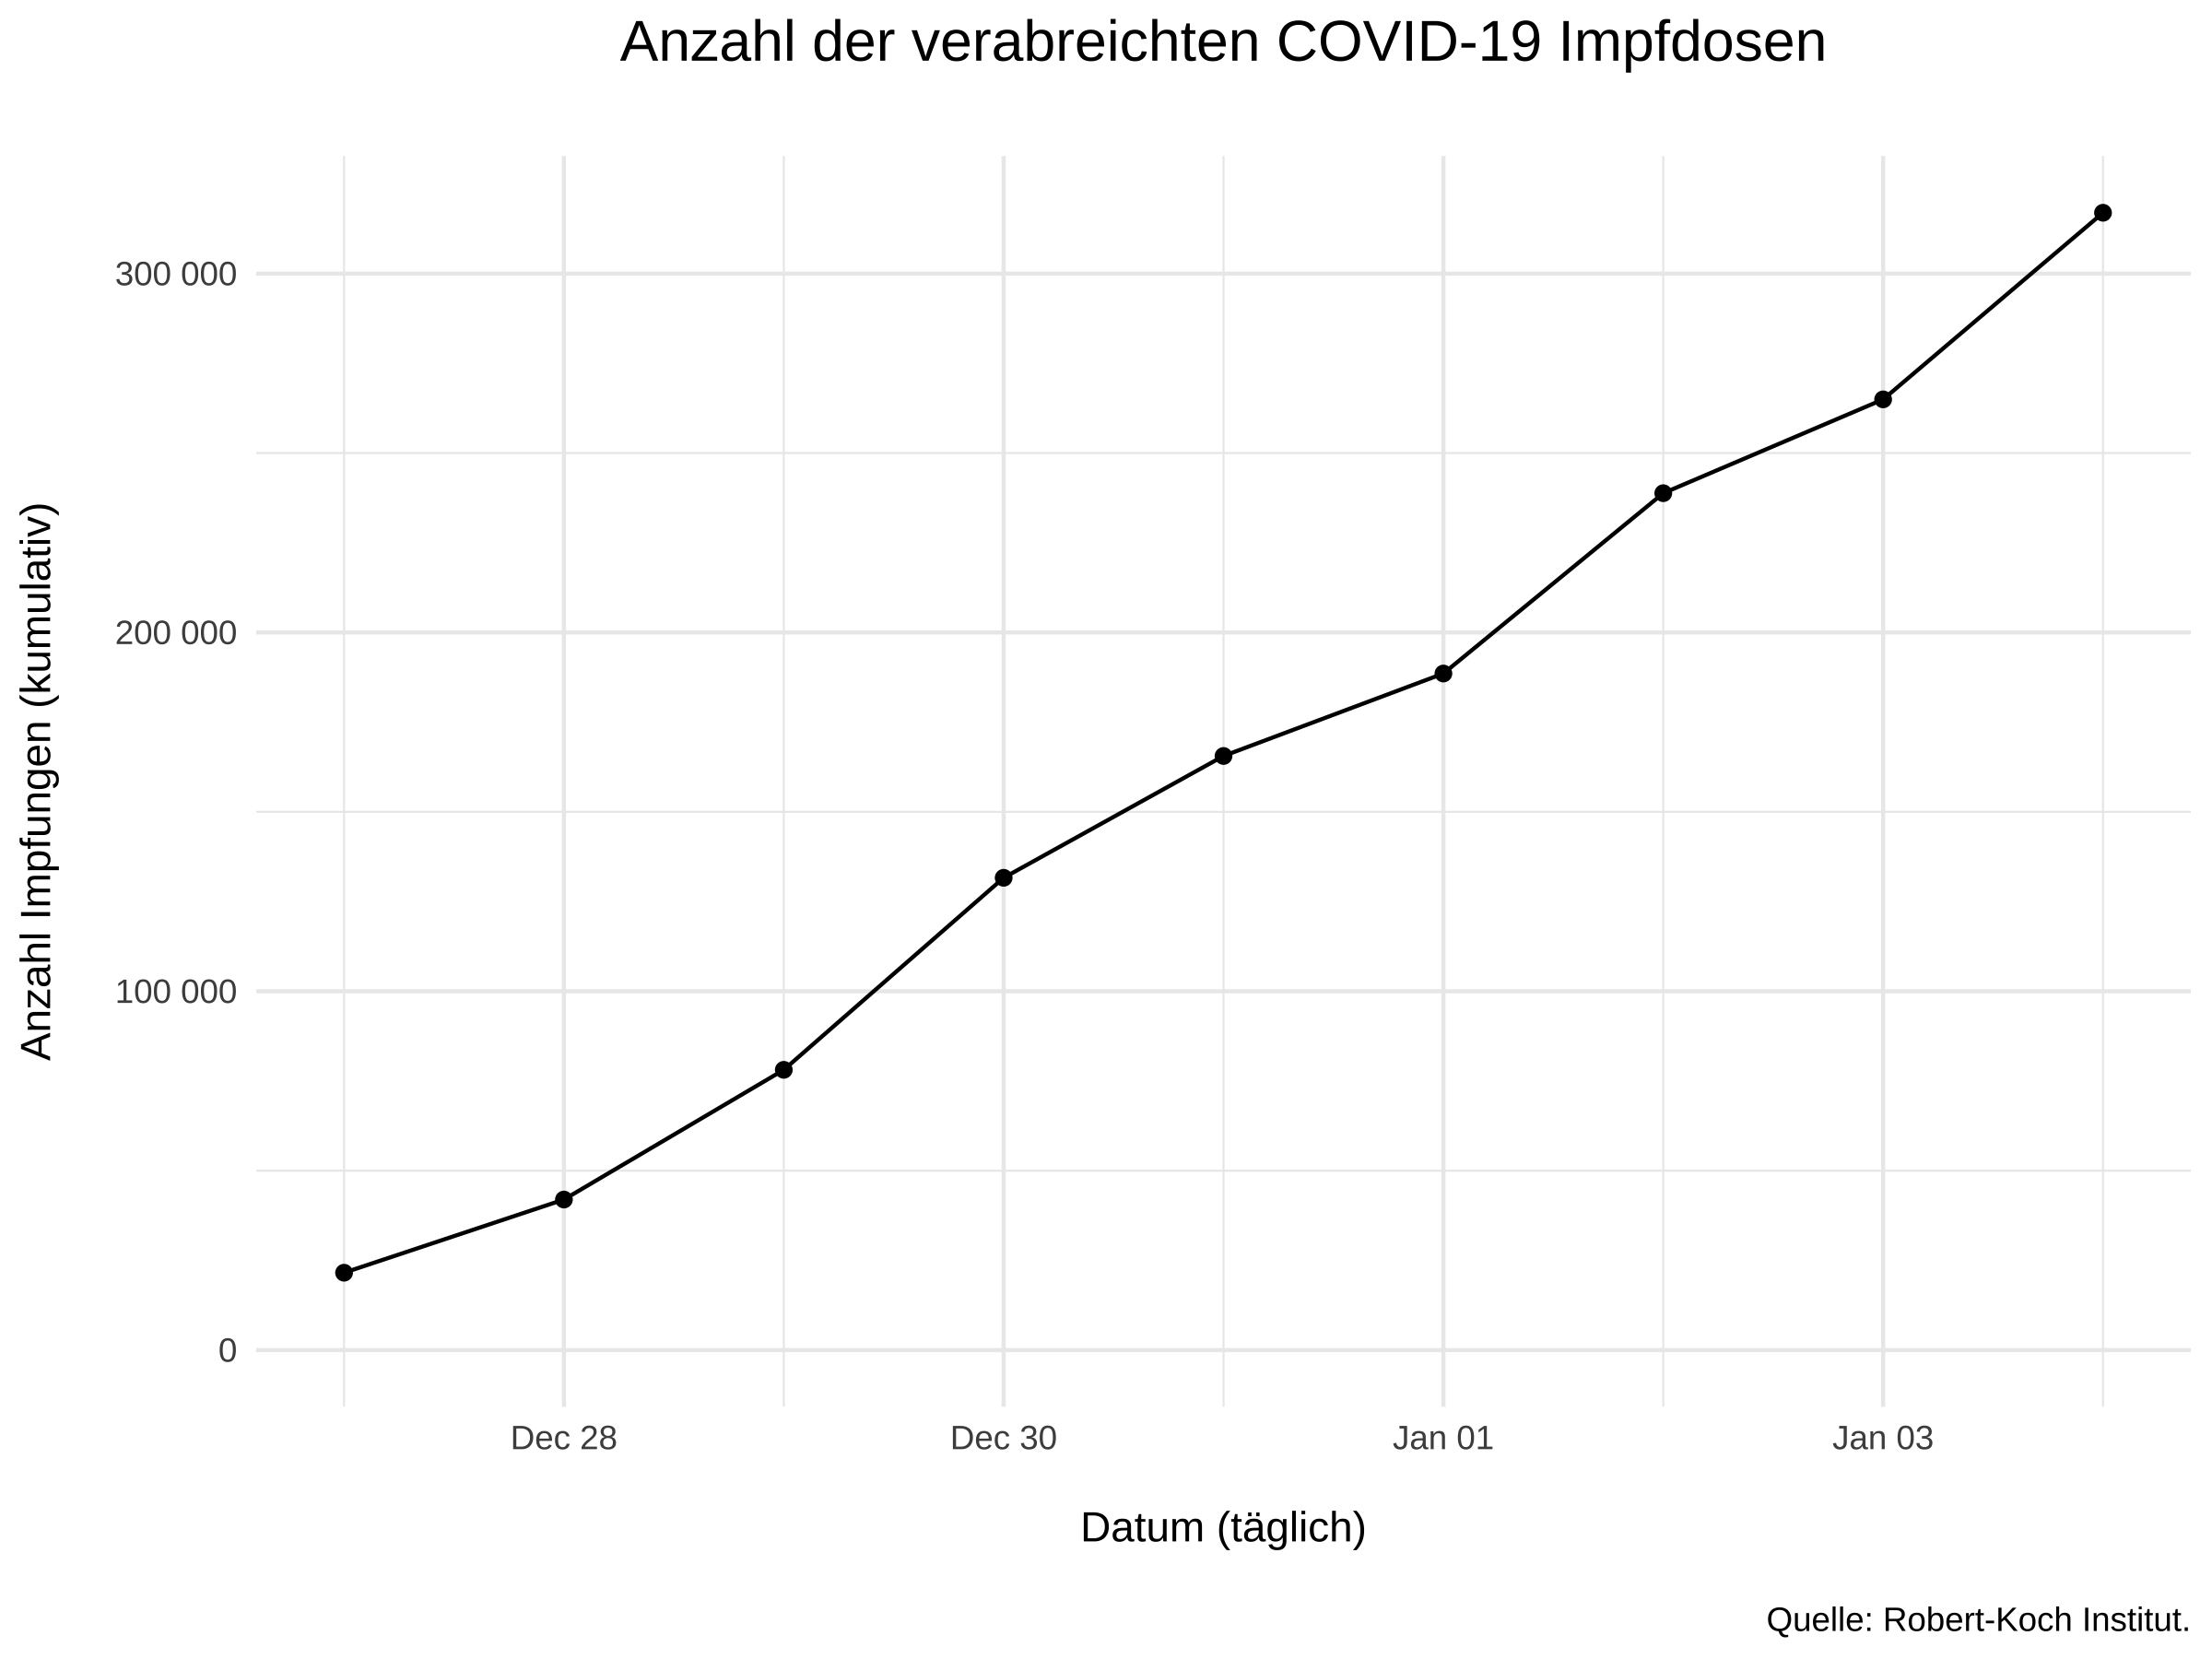 Anzahl der verabreichten COVID-19 Impfdosen
Anzahl Impfungen (kumulativ)
300 000
200 000
100 000
0
Dec 28
Dec 30
Jan 01
Jan 03
Datum (täglich)
Quelle: Robert-Koch Institut.